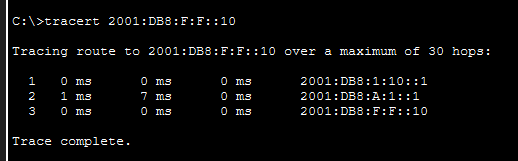 C:\>tracert 2001:DB8:F:F::10
Tracing route to 2001:DB8:F:F::10 over a maximum of 30 hops:
1 0 ms 0 ms 0 ms 2001:DB8:1:10::1
2 1 ms 7 ms 0 ms 2001:DB8:A:1::1
3 0 ms 0 ms 0 ms 2001:DB8:F:F::10
Trace complete.